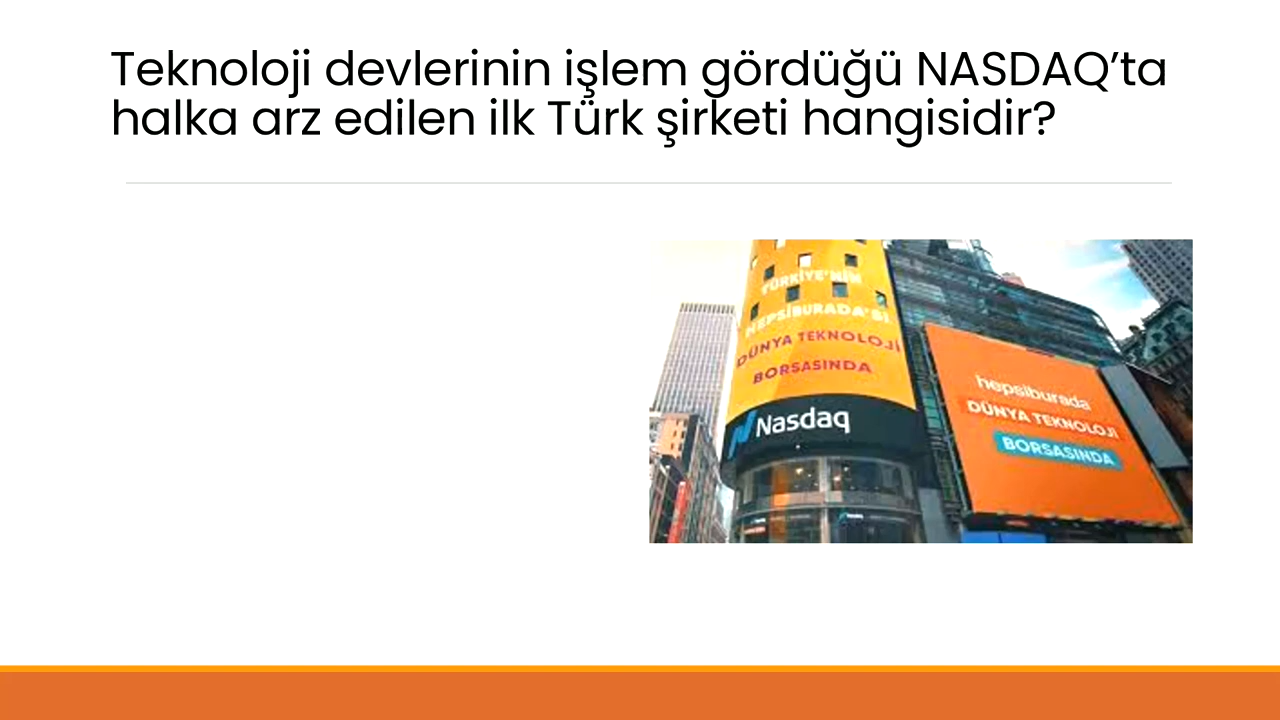 Teknoloji devlerinin işlem gördüğü NASDAQ’ta
halka arz edilen ilk Türk şirketi hangisidir?
TÜRKİYE'NİN
HEPSİBURADA'SI
DÜNYA TEKNOLOJİ
BORSASINDA
Nasdaq
hepsiburada
DÜNYA TEKNOLOJİ
BORSASINDA